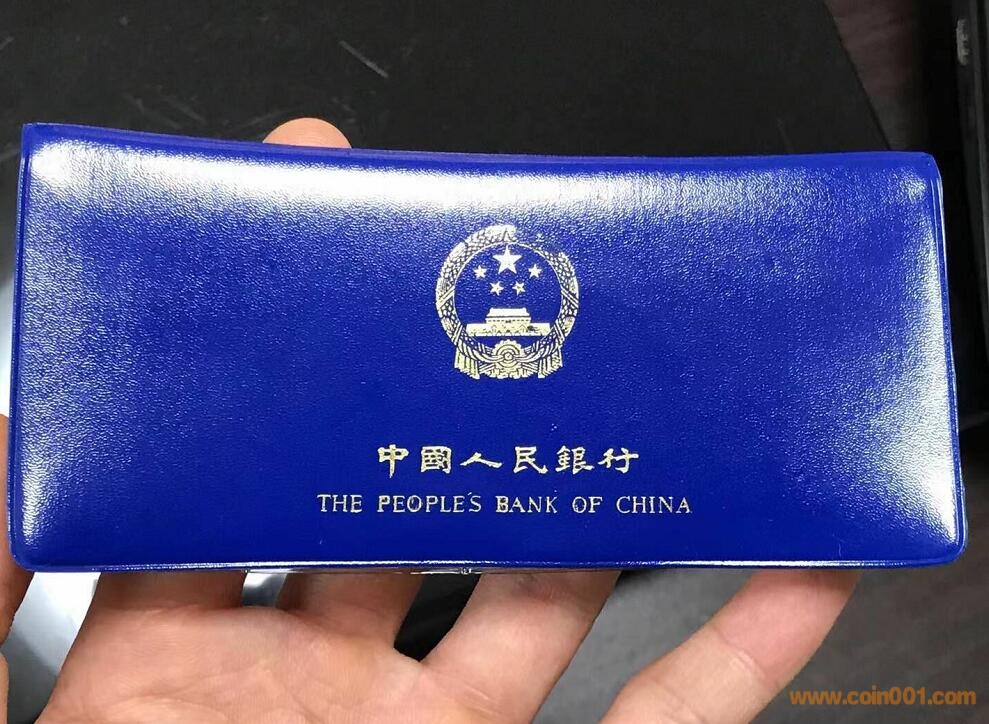 中國人民銀行
THE PEOPLE'S BANK OF CHINA
www.coin001.com